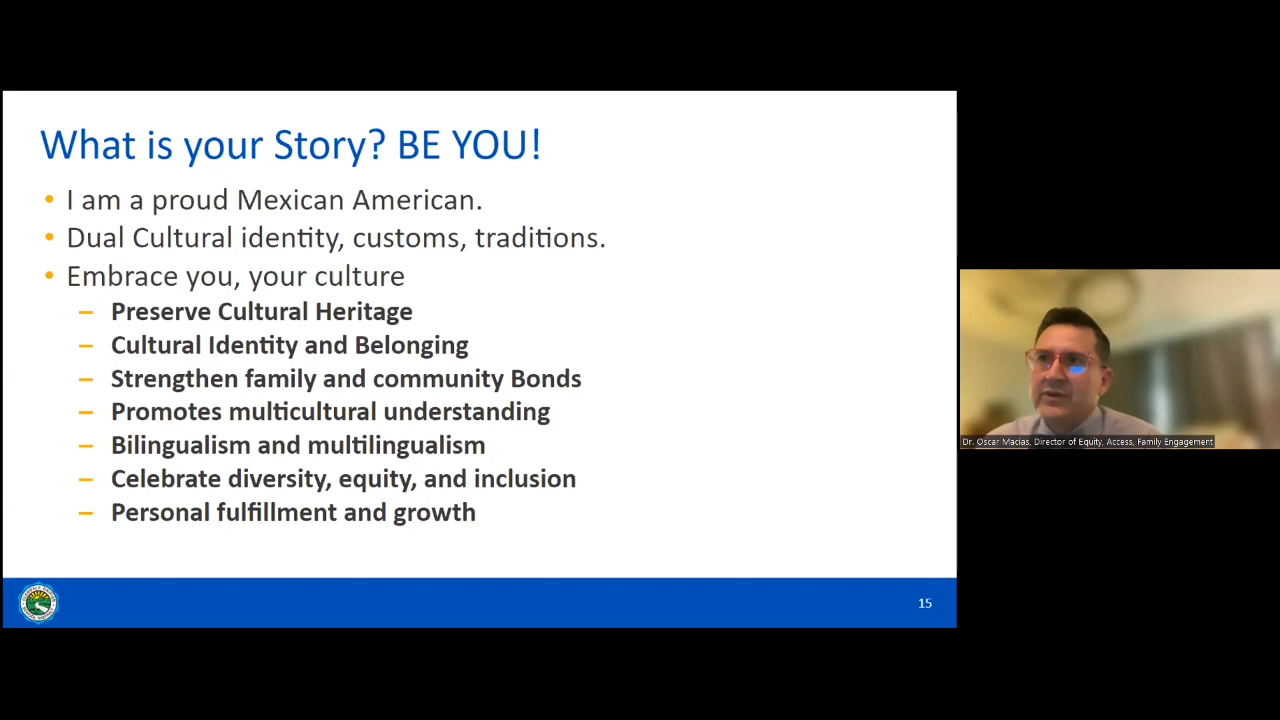 What is your Story? BE YOU!
• I am a proud Mexican American.
• Dual Cultural identity, customs, traditions.
• Embrace you, your culture
– Preserve Cultural Heritage
– Cultural Identity and Belonging
– Strengthen family and community Bonds
– Promotes multicultural understanding
– Bilingualism and multilingualism
– Celebrate diversity, equity, and inclusion
– Personal fulfillment and growth
15
Dr. Oscar Macias, Director of Equity, Access, Family Engagement